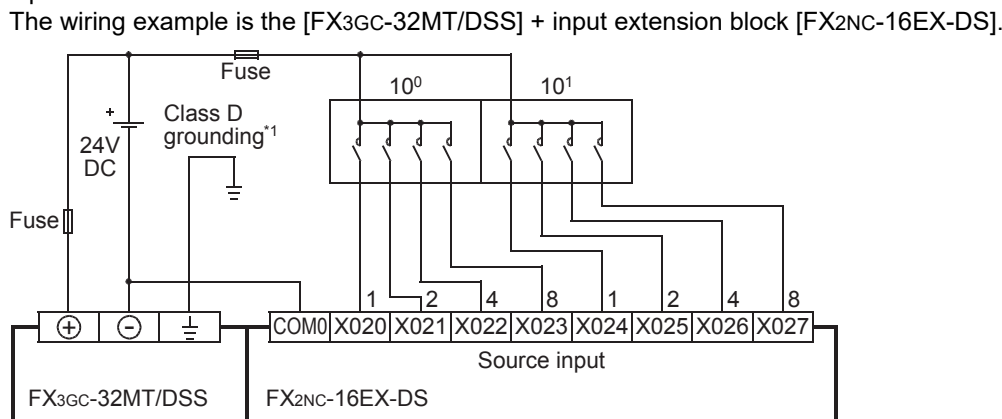 The wiring example is the [FX3GC-32MT/DSS] + input extension block [FX2NC-16EX-DS].
Fuse
10⁰ 10¹
+
Class D
grounding*1
24V
DC
Fuse
1 2 4 8 1 2 4 8
+ - COM0 X020 X021 X022 X023 X024 X025 X026 X027
Source input
FX3GC-32MT/DSS FX2NC-16EX-DS